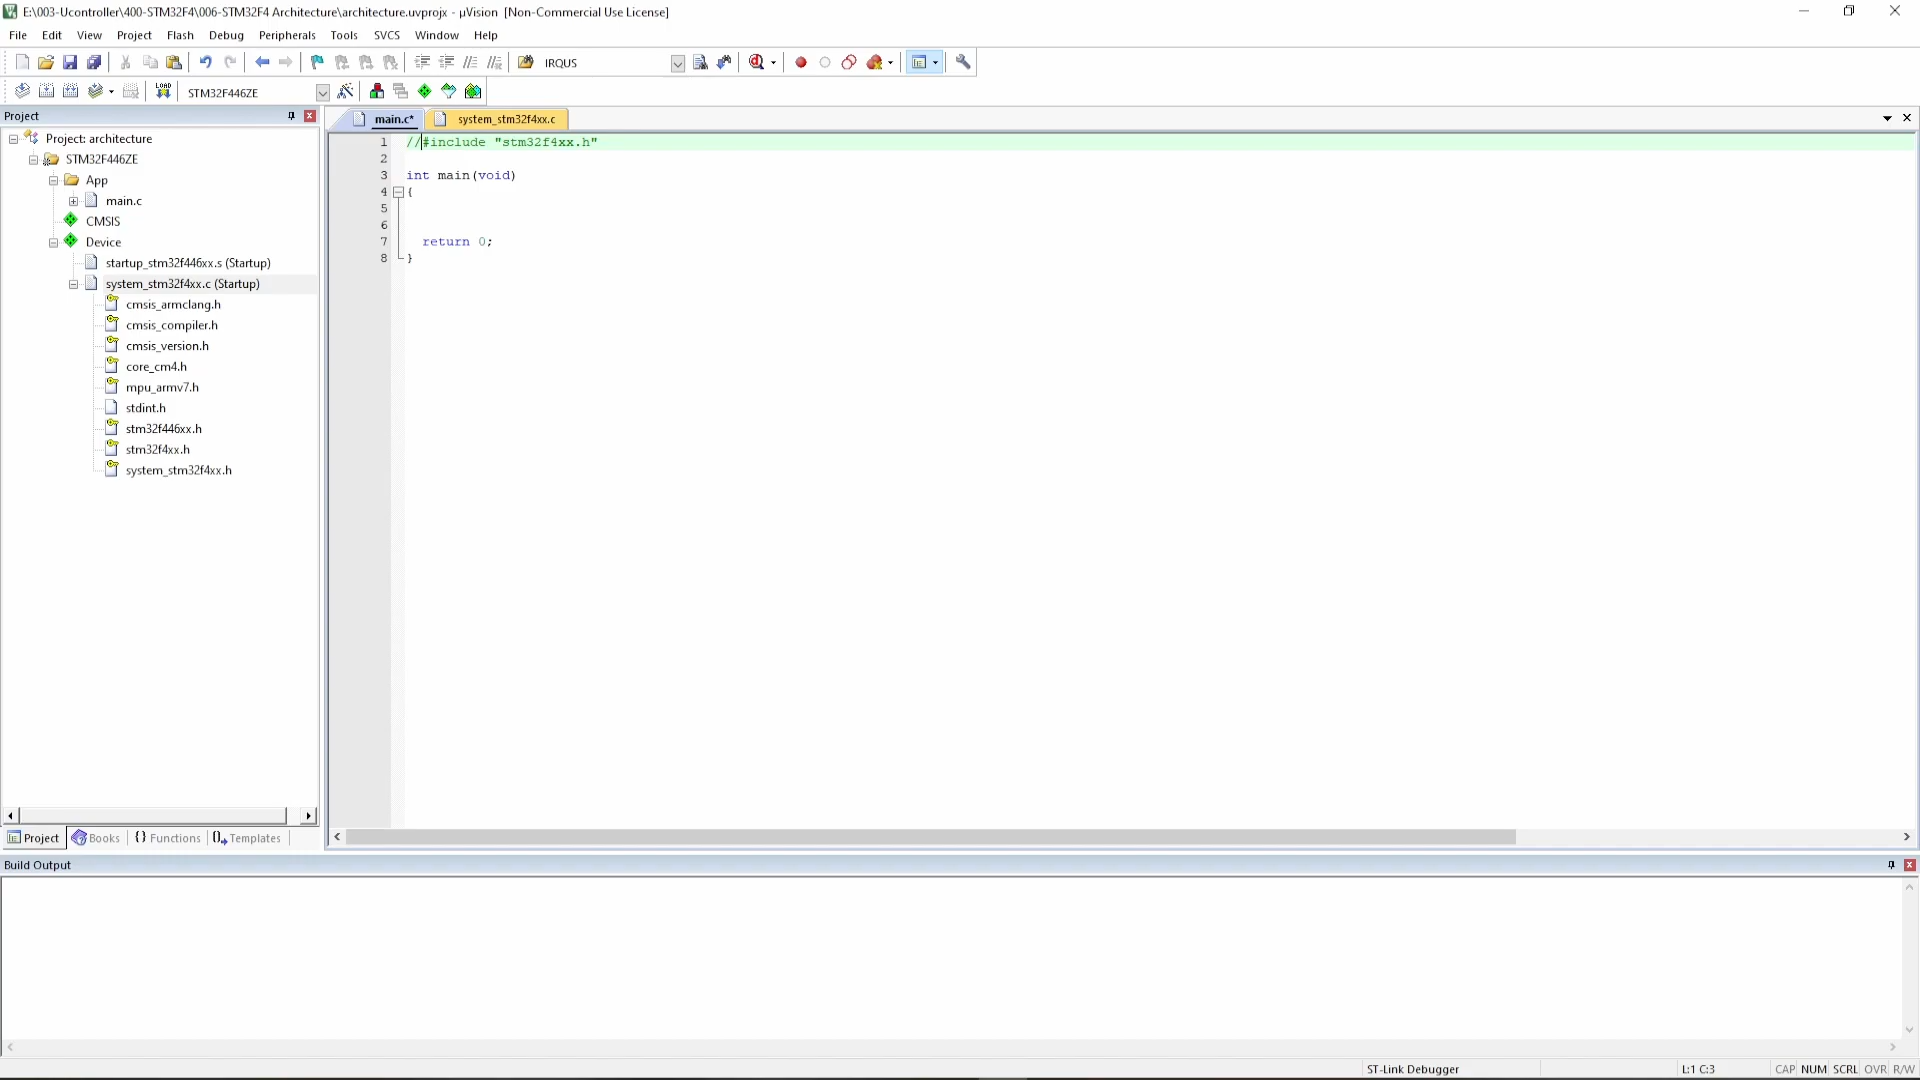 E:\003-Ucontroller\400-STM32F4\006-STM32F4 Architecture\architecture.uvprojx - µVision [Non-Commercial Use License]
File Edit View Project Flash Debug Peripherals Tools SVCS Window Help
IRQUS
LOAD STM32F446ZE
Project
main.c* system_stm32f4xx.c
Project: architecture
STM32F446ZE
App
main.c
CMSIS
Device
startup_stm32f446xx.s (Startup)
system_stm32f4xx.c (Startup)
cmsis_armclang.h
cmsis_compiler.h
cmsis_version.h
core_cm4.h
mpu_armv7.h
stdint.h
stm32f446xx.h
stm32f4xx.h
system_stm32f4xx.h
1 //#include "stm32f4xx.h"
2
3 int main(void)
4 {
5
6
7 return 0;
8 }
Project Books {} Functions Templates
Build Output
ST-Link Debugger L:1 C:3 CAP NUM SCRL OVR R/W